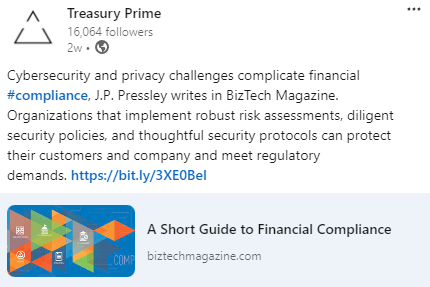 Treasury Prime
16,064 followers
2w •
Cybersecurity and privacy challenges complicate financial
#compliance, J.P. Pressley writes in BizTech Magazine.
Organizations that implement robust risk assessments, diligent
security policies, and thoughtful security protocols can protect
their customers and company and meet regulatory
demands. https://bit.ly/3XE0Bel
COMP
A Short Guide to Financial Compliance
biztechmagazine.com